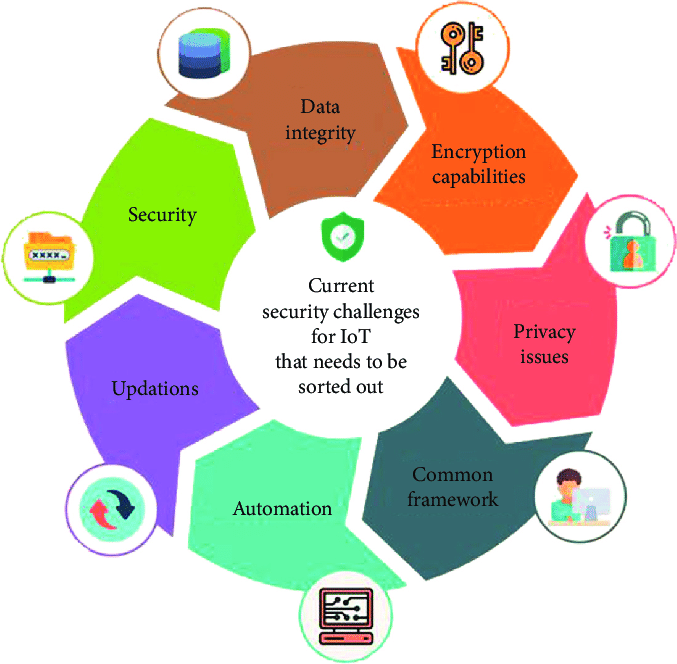 Data
integrity
Encryption
capabilities
Privacy
issues
Common
framework
Automation
Updations
Security
Current
security challenges
for IoT
that needs to be
sorted out